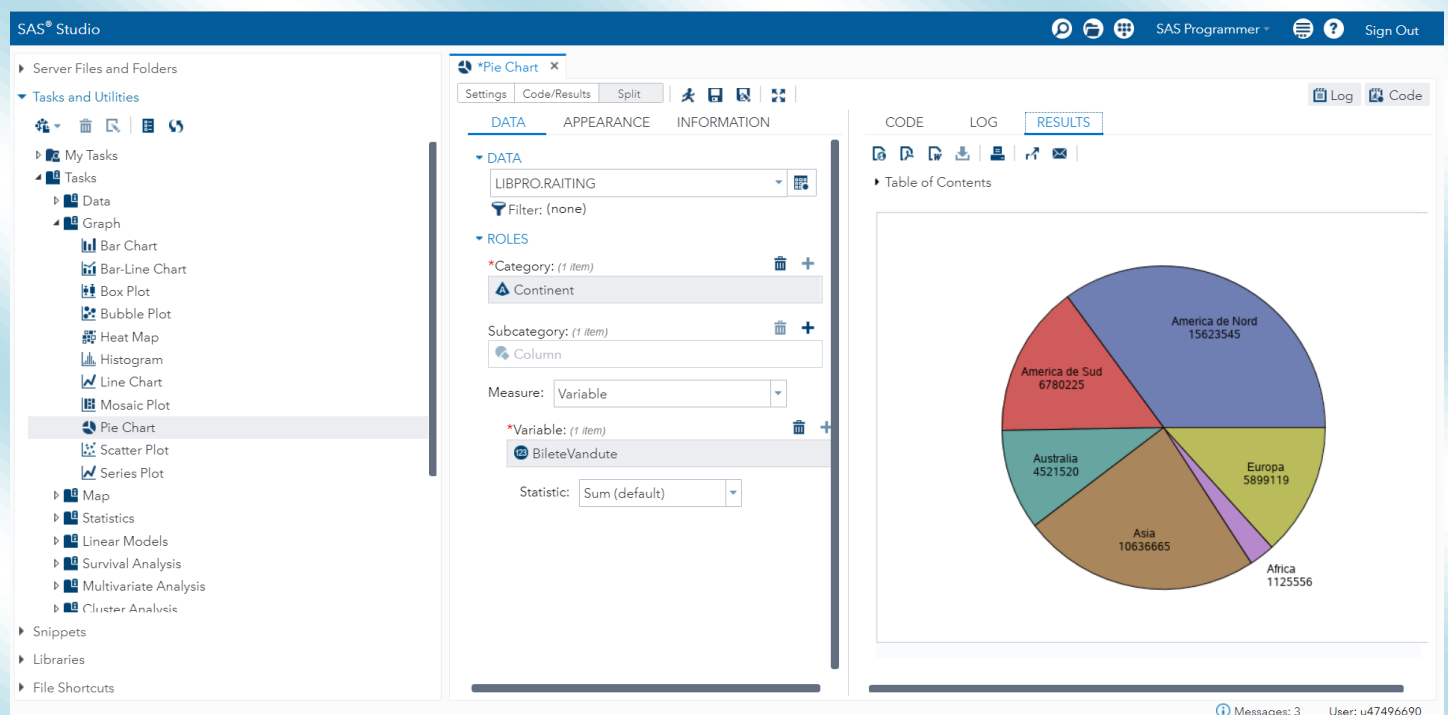 SAS® Studio
SAS Programmer
Sign Out
Server Files and Folders
Tasks and Utilities
My Tasks
Tasks
Data
Graph
Bar Chart
Bar-Line Chart
Box Plot
Bubble Plot
Heat Map
Histogram
Line Chart
Mosaic Plot
Pie Chart
Scatter Plot
Series Plot
Map
Statistics
Linear Models
Survival Analysis
Multivariate Analysis
Cluster Analysis
Snippets
Libraries
File Shortcuts
*Pie Chart
Settings Code/Results Split
Log Code
DATA APPEARANCE INFORMATION
DATA
LIBPRO.RAITING
Filter: (none)
ROLES
*Category: (1 item)
Continent
Subcategory: (1 item)
Column
Measure: Variable
*Variable: (1 item)
123 BileteVandute
Statistic: Sum (default)
CODE LOG RESULTS
Table of Contents
America de Nord
15623545
America de Sud
6780225
Australia
4521520
Europa
5899119
Asia
10636665
Africa
1125556
Messages: 3 User: u47496690